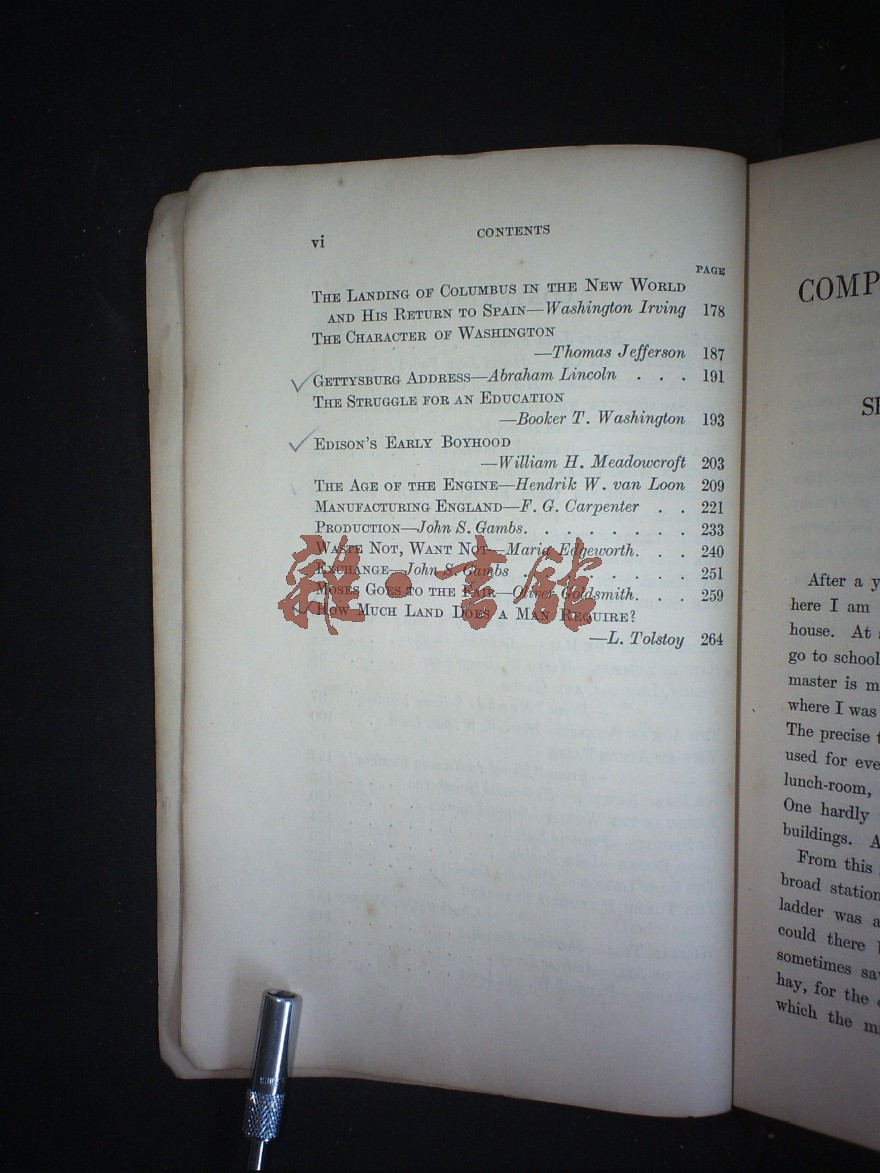 vi
CONTENTS
PAGE
THE LANDING OF COLUMBUS IN THE NEW WORLD
AND HIS RETURN TO SPAIN—Washington Irving 178
THE CHARACTER OF WASHINGTON
—Thomas Jefferson 187
GETTYSBURG ADDRESS—Abraham Lincoln . . . 191
THE STRUGGLE FOR AN EDUCATION
—Booker T. Washington 193
EDISON'S EARLY BOYHOOD
—William H. Meadowcroft 203
THE AGE OF THE ENGINE—Hendrik W. van Loon 209
MANUFACTURING ENGLAND—F. G. Carpenter . . 221
PRODUCTION—John S. Gambs. . . . . . . . 233
WASTE NOT, WANT NOT—Maria Edgeworth. . . 240
EXCHANGE—John S. Gambs . . . . . . 251
MOSES GOES TO THE FAIR—Oliver Goldsmith. . . 259
HOW MUCH LAND DOES A MAN REQUIRE?
—L. Tolstoy 264
雜·書館
COMP
After a y
here I am
house. At
go to school
master is m
where I was
The precise
used for eve
lunch-room,
One hardly
buildings. A
From this
broad station
ladder was a
could there
sometimes sa
hay, for the
which the m